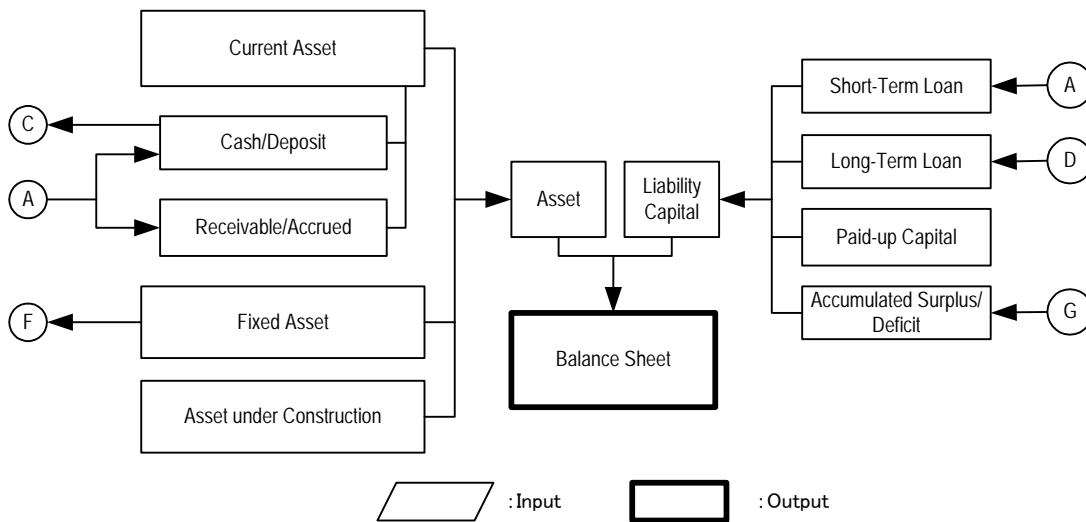 Current Asset
C
Cash/Deposit
A
Receivable/Accrued
F
Fixed Asset
Asset under Construction
Asset
Liability
Capital
Balance Sheet
Short-Term Loan
A
Long-Term Loan
D
Paid-up Capital
Accumulated Surplus/
Deficit
G
: Input
: Output